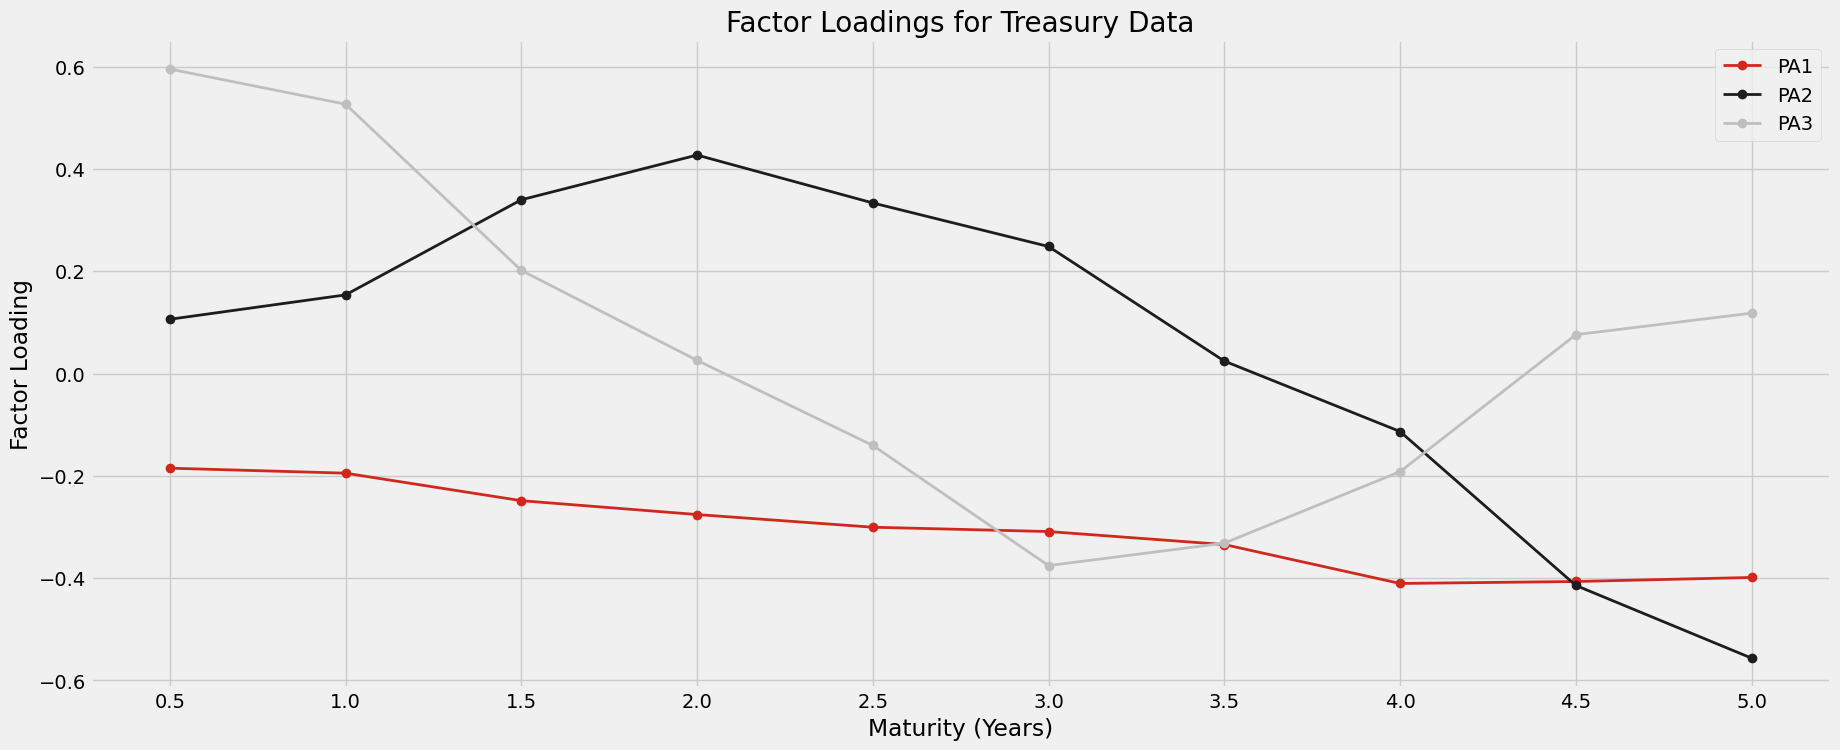 Factor Loadings for Treasury Data
PA1
PA2
PA3
Factor Loading
0.6
0.4
0.2
0.0
−0.2
−0.4
−0.6
0.5 1.0 1.5 2.0 2.5 3.0 3.5 4.0 4.5 5.0
Maturity (Years)